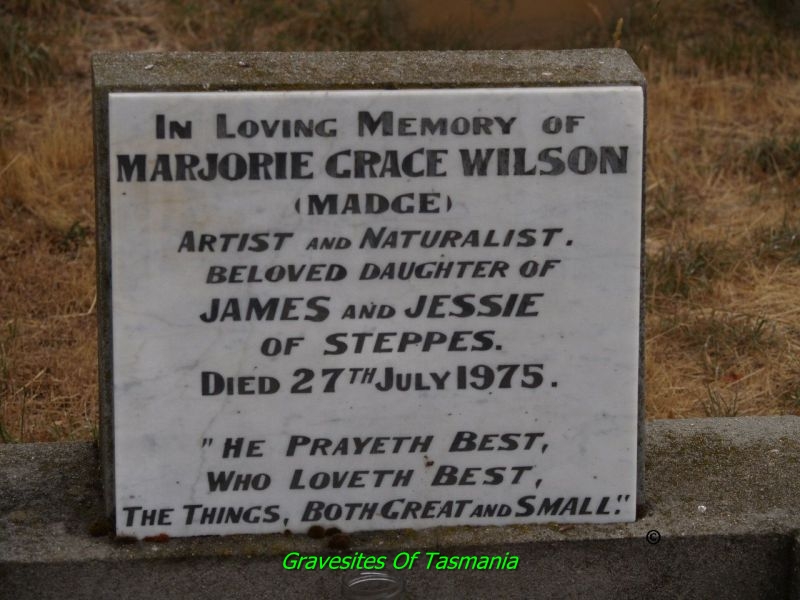 In Loving Memory of
MARJORIE GRACE WILSON
(MADGE)
ARTIST AND NATURALIST.
BELOVED DAUGHTER OF
JAMES AND JESSIE
OF STEPPES.
DIED 27TH JULY 1975.
"HE PRAYETH BEST,
WHO LOVETH BEST,
THE THINGS, BOTH GREAT AND SMALL."
©
Gravesites Of Tasmania